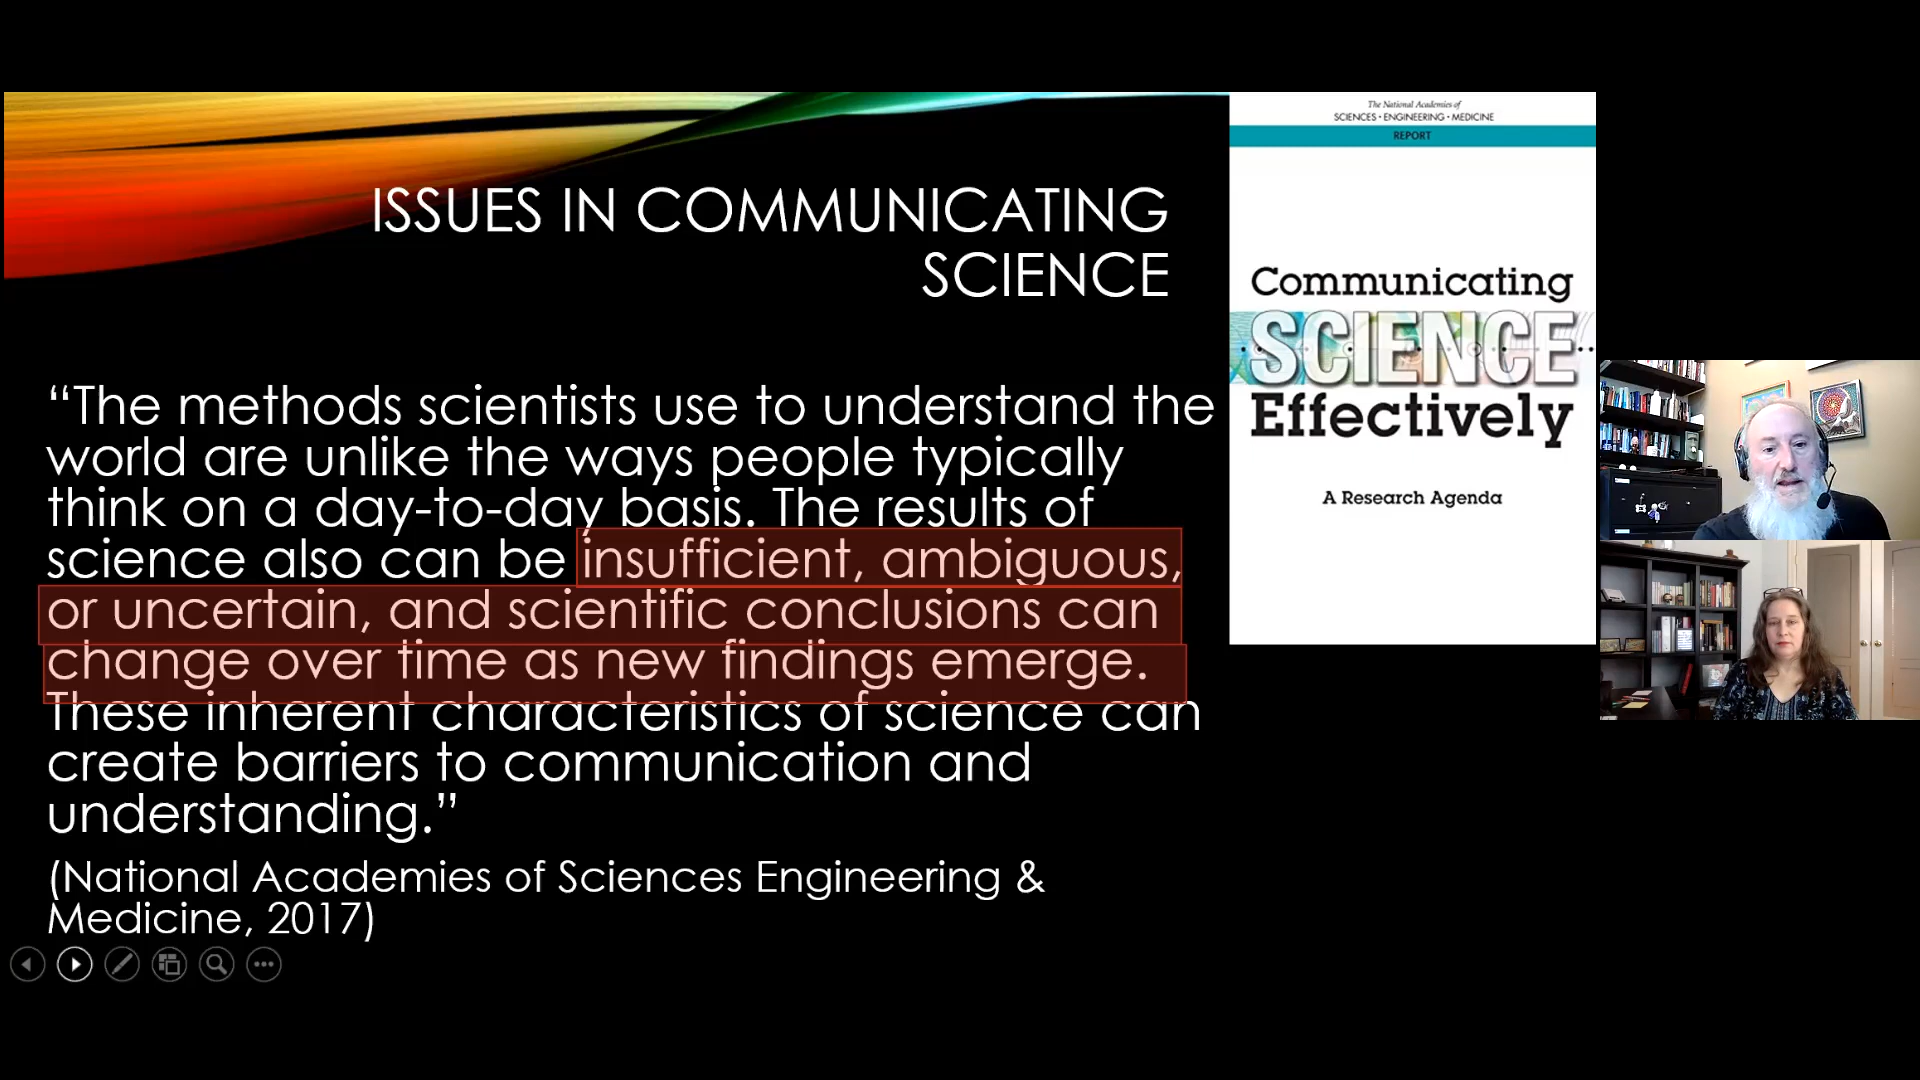 ISSUES IN COMMUNICATING
SCIENCE
“The methods scientists use to understand the
world are unlike the ways people typically
think on a day-to-day basis. The results of
science also can be insufficient, ambiguous,
or uncertain, and scientific conclusions can
change over time as new findings emerge.
These inherent characteristics of science can
create barriers to communication and
understanding.”
(National Academies of Sciences Engineering &
Medicine, 2017)
The National Academies of
SCIENCES • ENGINEERING • MEDICINE
REPORT
Communicating
SCIENCE
Effectively
A Research Agenda